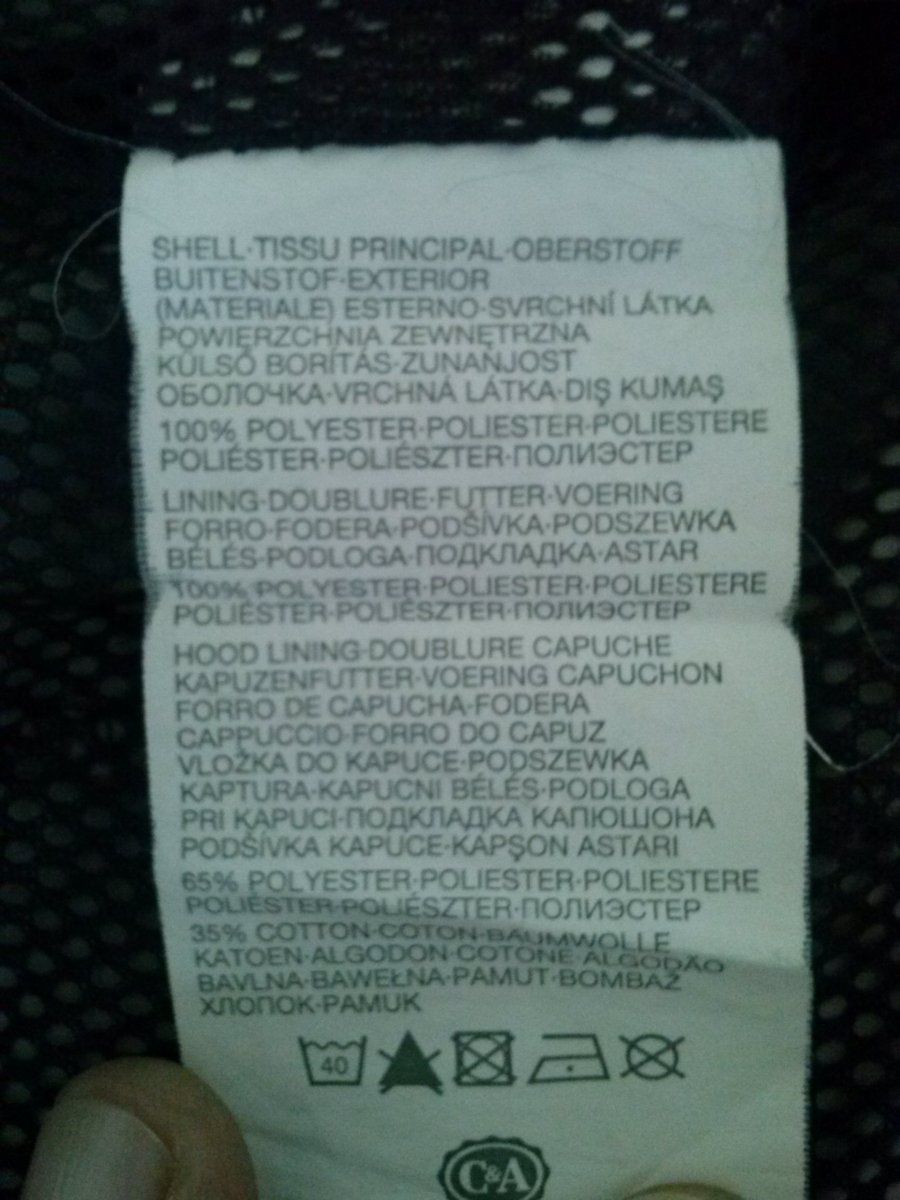 SHELL·TISSU PRINCIPAL·OBERSTOFF
BUITENSTOF·EXTERIOR
(MATERIALE) ESTERNO·SVRCHNÍ LÁTKA
POWIERZCHNIA ZEWNĘTRZNA
KÜLSŐ BORÍTÁS·ZUNANJOST
ОБОЛОЧКА·VRCHNÁ LÁTKA·DIŞ KUMAŞ
100% POLYESTER·POLIESTER·POLIESTERE
POLIÉSTER·POLIÉSZTER·ПОЛИЭСТЕР
LINING·DOUBLURE·FUTTER·VOERING
FORRO·FODERA·PODŠÍVKA·PODSZEWKA
BÉLÉS·PODLOGA·ПОДКЛАДКА·ASTAR
100% POLYESTER·POLIESTER·POLIESTERE
POLIÉSTER·POLIÉSZTER·ПОЛИЭСТЕР
HOOD LINING·DOUBLURE CAPUCHE
KAPUZENFUTTER·VOERING CAPUCHON
FORRO DE CAPUCHA·FODERA
CAPPUCCIO·FORRO DO CAPUZ
VLOŽKA DO KAPUCE·PODSZEWKA
KAPTURA·KAPUCNI BÉLÉS·PODLOGA
PRI KAPUCI·ПОДКЛАДКА КАПЮШОНА
PODŠÍVKA KAPUCE·KAPŞON ASTARI
65% POLYESTER·POLIESTER·POLIESTERE
POLIÉSTER·POLIÉSZTER·ПОЛИЭСТЕР
35% COTTON·COTON·BAUMWOLLE
KATOEN·ALGODON·COTONE·ALGODÃO
BAVLNA·BAWEŁNA·PAMUT·BOMBAŽ
ХЛОПОК·PAMUK
40
C&A